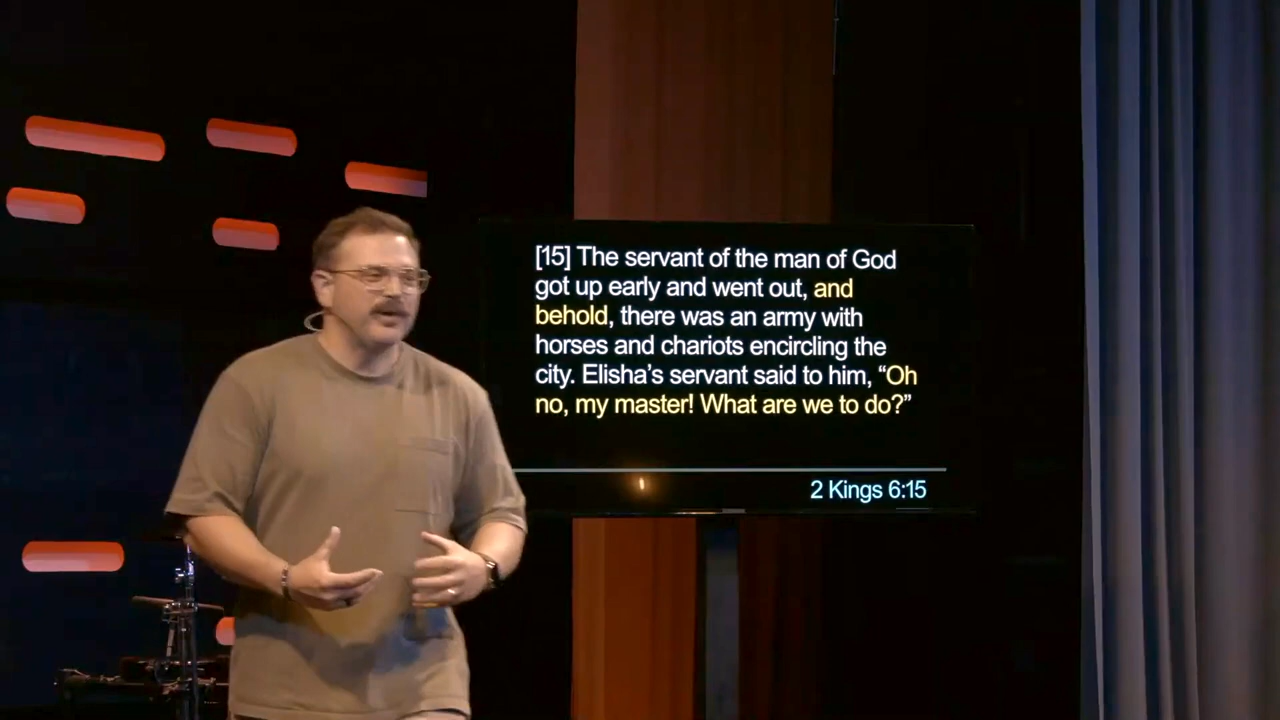 [15] The servant of the man of God
got up early and went out, and
behold, there was an army with
horses and chariots encircling the
city. Elisha’s servant said to him, “Oh
no, my master! What are we to do?”
2 Kings 6:15